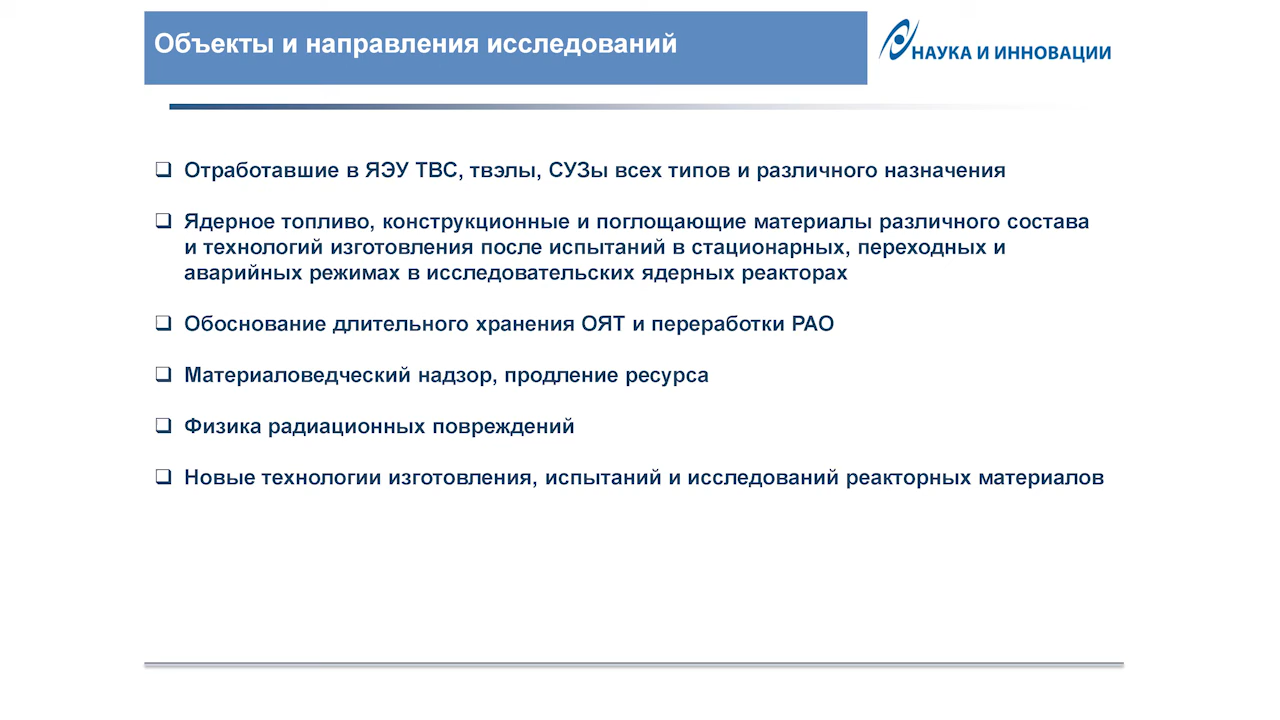 Объекты и направления исследований
НАУКА И ИННОВАЦИИ
Отработавшие в ЯЭУ ТВС, твэлы, СУЗы всех типов и различного назначения
Ядерное топливо, конструкционные и поглощающие материалы различного состава
и технологий изготовления после испытаний в стационарных, переходных и
аварийных режимах в исследовательских ядерных реакторах
Обоснование длительного хранения ОЯТ и переработки РАО
Материаловедческий надзор, продление ресурса
Физика радиационных повреждений
Новые технологии изготовления, испытаний и исследований реакторных материалов